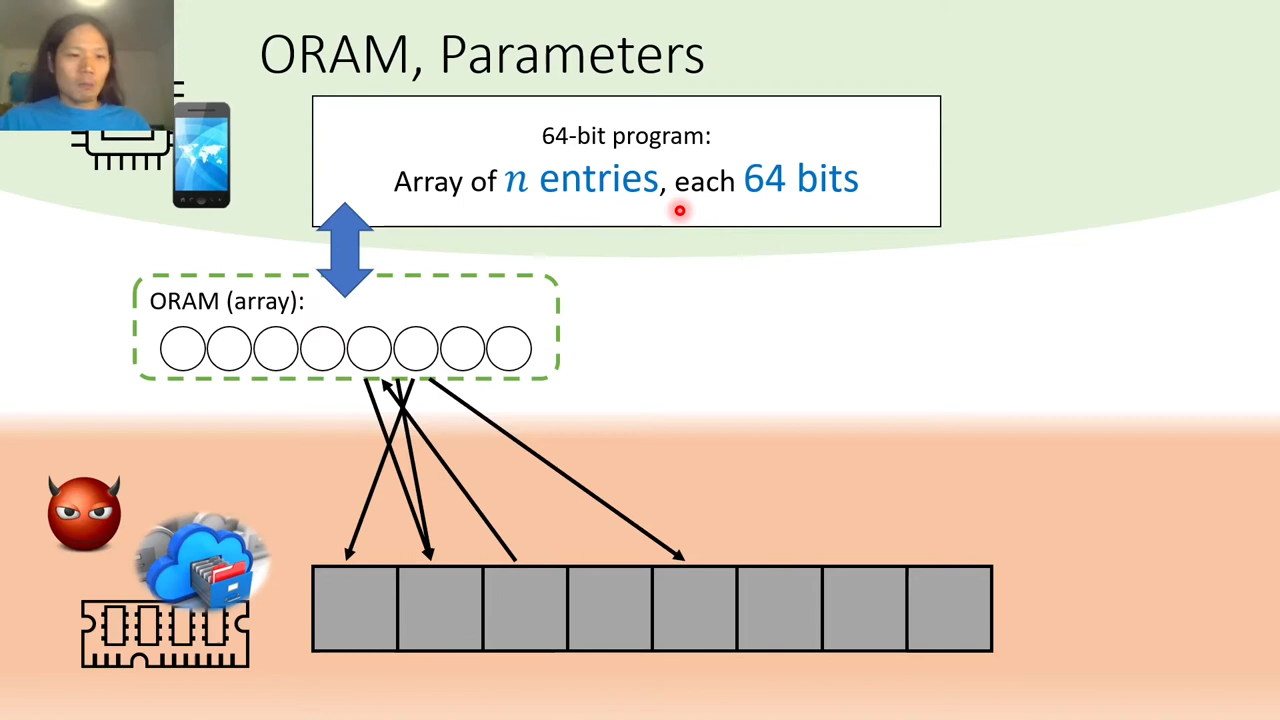 ORAM, Parameters
64-bit program:
Array of n entries, each 64 bits
ORAM (array):